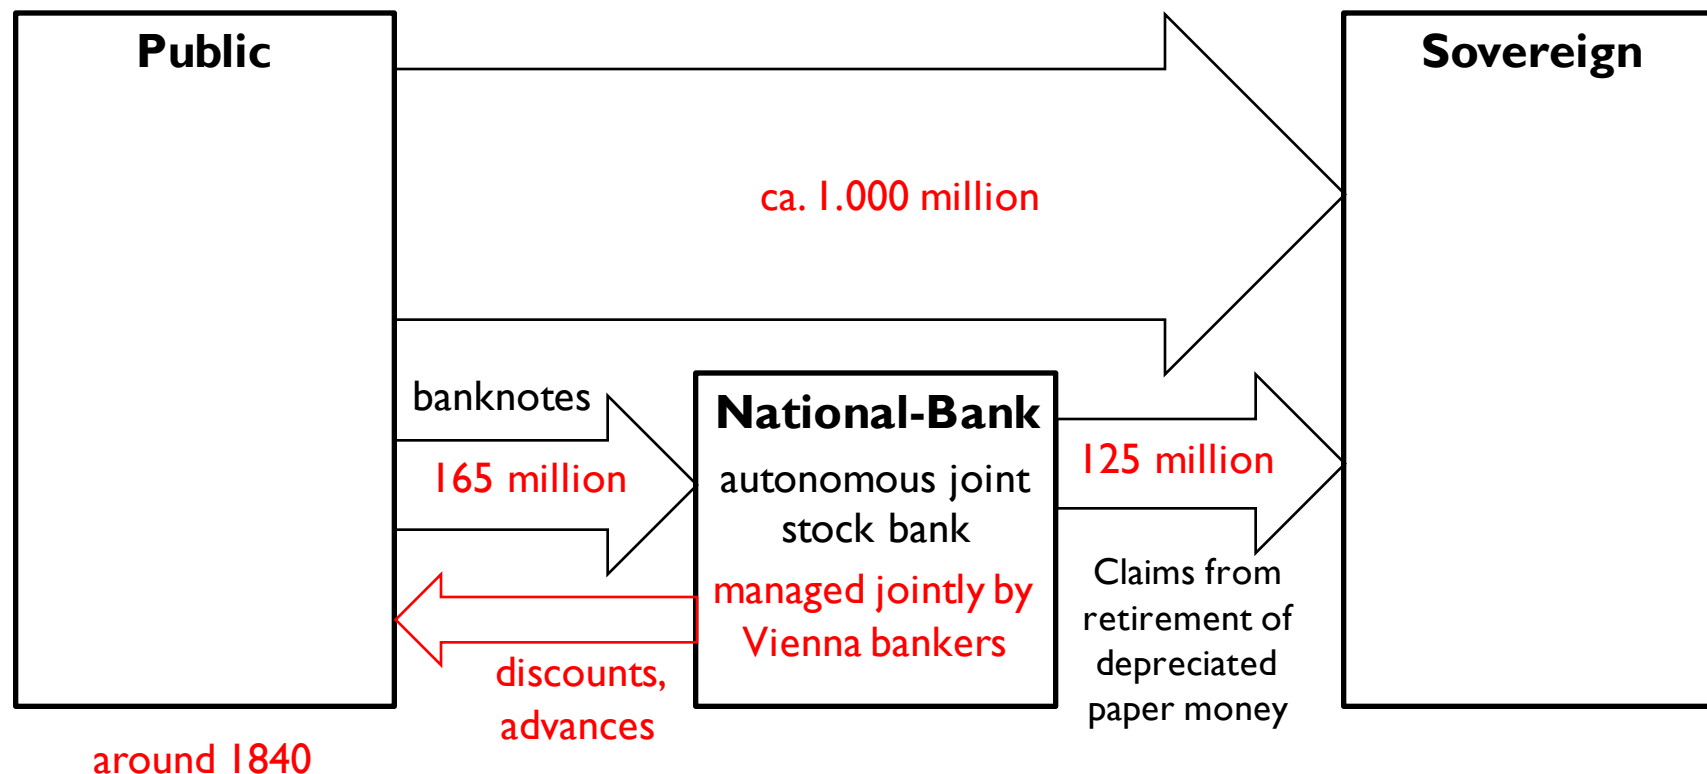 Public
Sovereign
ca. 1.000 million
banknotes
165 million
National-Bank
autonomous joint
stock bank
managed jointly by
Vienna bankers
125 million
Claims from
retirement of
depreciated
paper money
discounts,
advances
around 1840